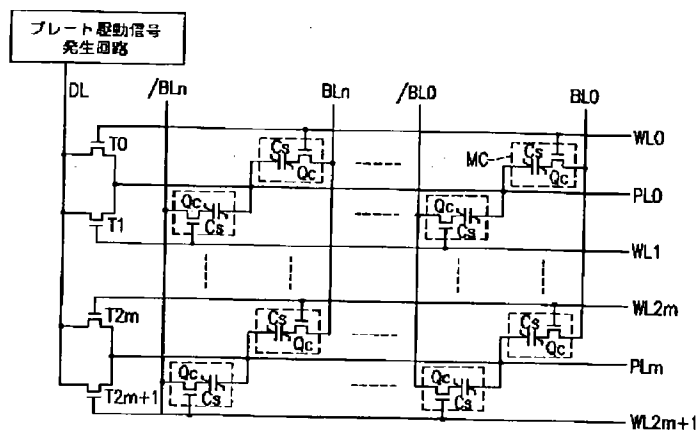 プレート駆動信号
発生回路
DL
/BLn
BLn
/BL0
BL0
T0
WL0
Cs
Qc
MC
Cs
Qc
PL0
Qc
Cs
Qc
Cs
T1
WL1
T2m
WL2m
Cs
Qc
Cs
Qc
PLm
Qc
Cs
Qc
Cs
T2m+1
WL2m+1